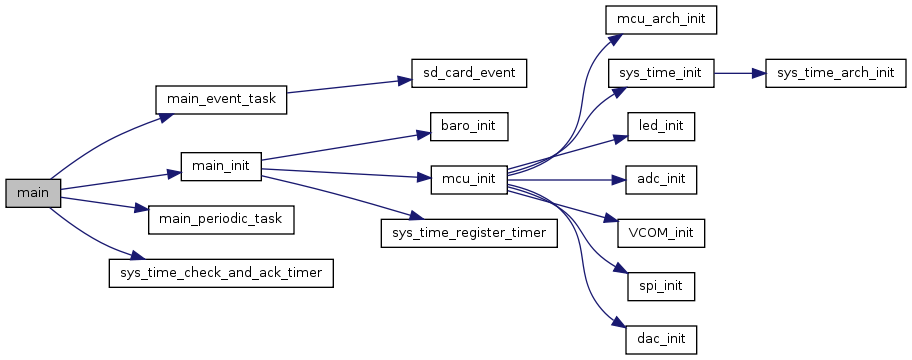 main
main_event_task
main_init
main_periodic_task
sys_time_check_and_ack_timer
sd_card_event
baro_init
mcu_init
sys_time_register_timer
mcu_arch_init
sys_time_init
led_init
adc_init
VCOM_init
spi_init
dac_init
sys_time_arch_init